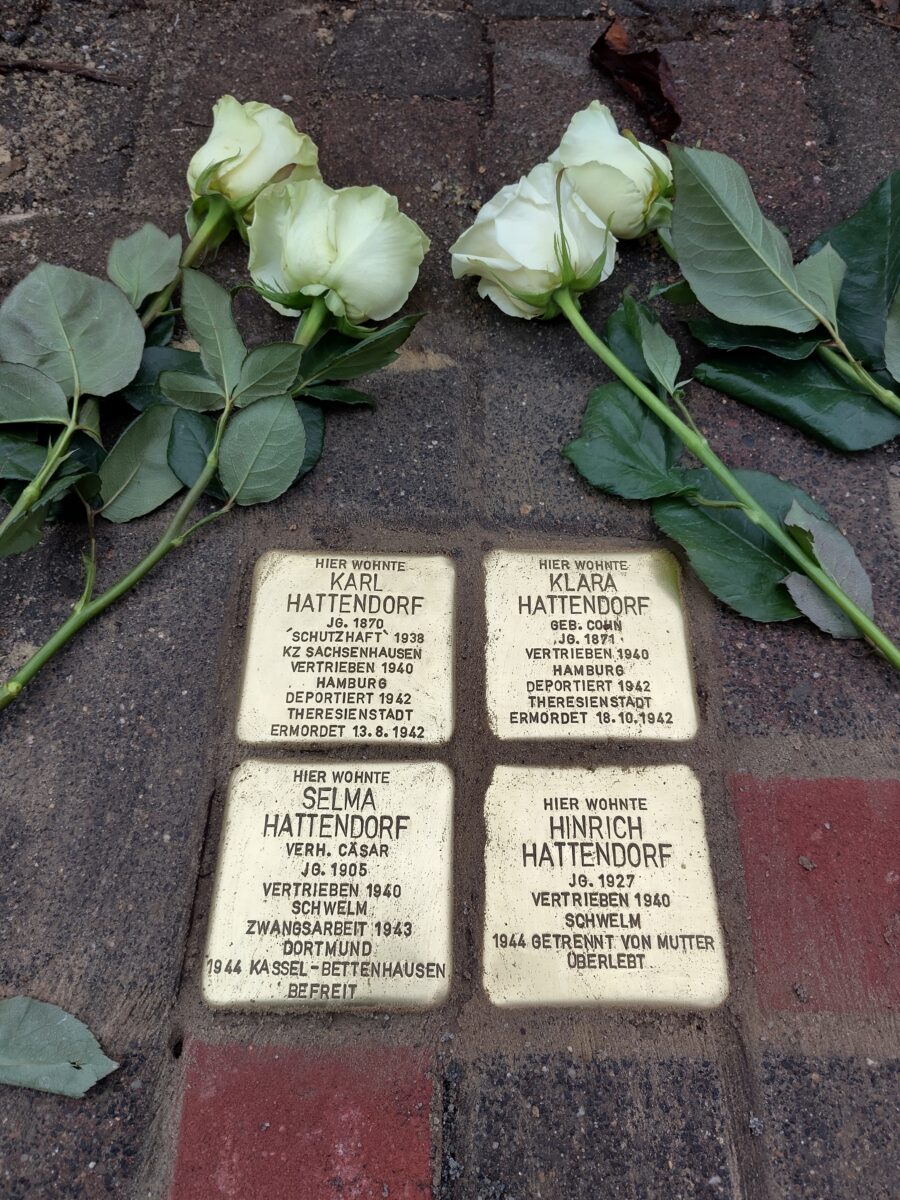 HIER WOHNTE
KARL
HATTENDORF
JG. 1870
'SCHUTZHAFT' 1938
KZ SACHSENHAUSEN
VERTRIEBEN 1940
HAMBURG
DEPORTIERT 1942
THERESIENSTADT
ERMORDET 13.8.1942
HIER WOHNTE
KLARA
HATTENDORF
GEB. COHN
JG. 1871
VERTRIEBEN 1940
HAMBURG
DEPORTIERT 1942
THERESIENSTADT
ERMORDET 18.10.1942
HIER WOHNTE
SELMA
HATTENDORF
VERH. CÄSAR
JG. 1905
VERTRIEBEN 1940
SCHWELM
ZWANGSARBEIT 1943
DORTMUND
1944 KASSEL-BETTENHAUSEN
BEFREIT
HIER WOHNTE
HINRICH
HATTENDORF
JG. 1927
VERTRIEBEN 1940
SCHWELM
1944 GETRENNT VON MUTTER
ÜBERLEBT